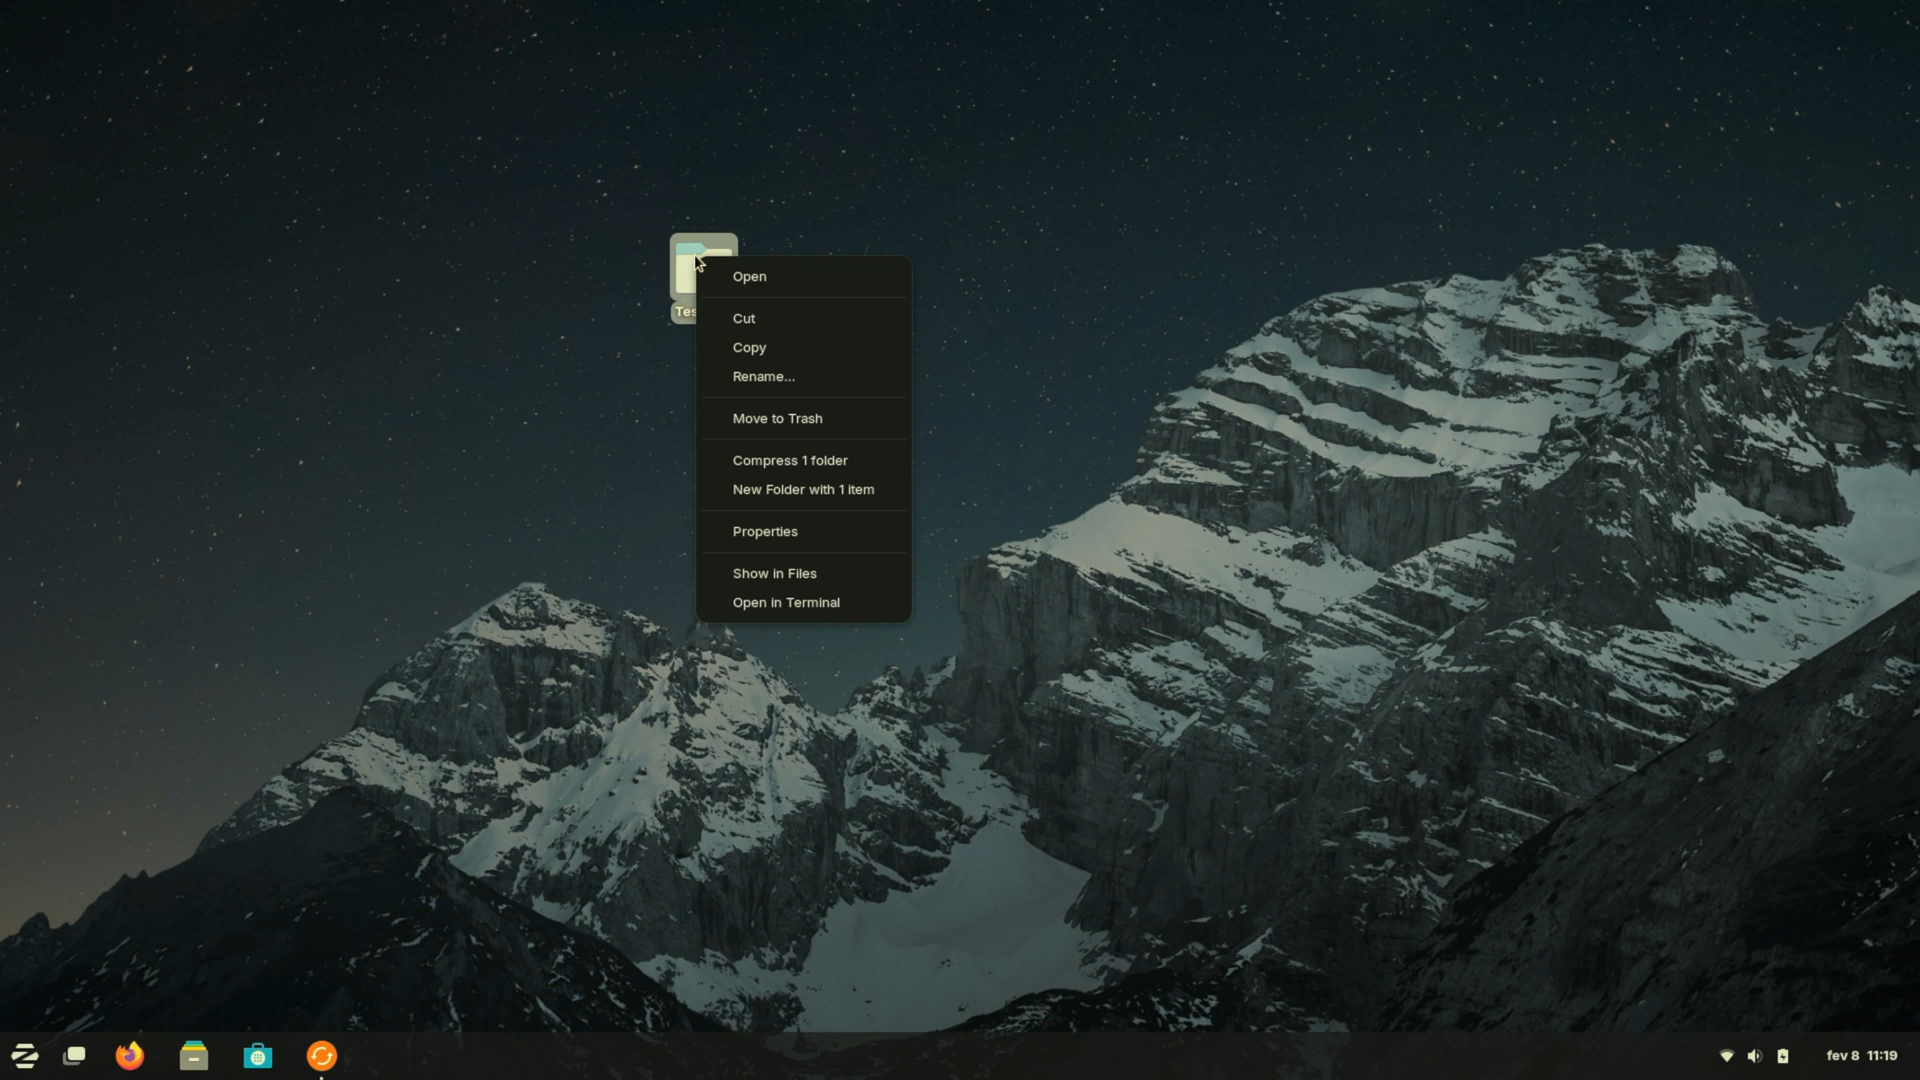 Open
Cut
Copy
Rename...
Move to Trash
Compress 1 folder
New Folder with 1 item
Properties
Show in Files
Open in Terminal
fev 8 11:19